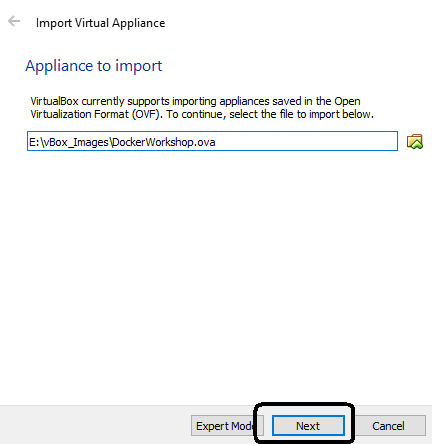 Import Virtual Appliance
Appliance to import
VirtualBox currently supports importing appliances saved in the Open
Virtualization Format (OVF). To continue, select the file to import below.
E:\vBox_Images\DockerWorkshop.ova
Expert Mod Next Cancel